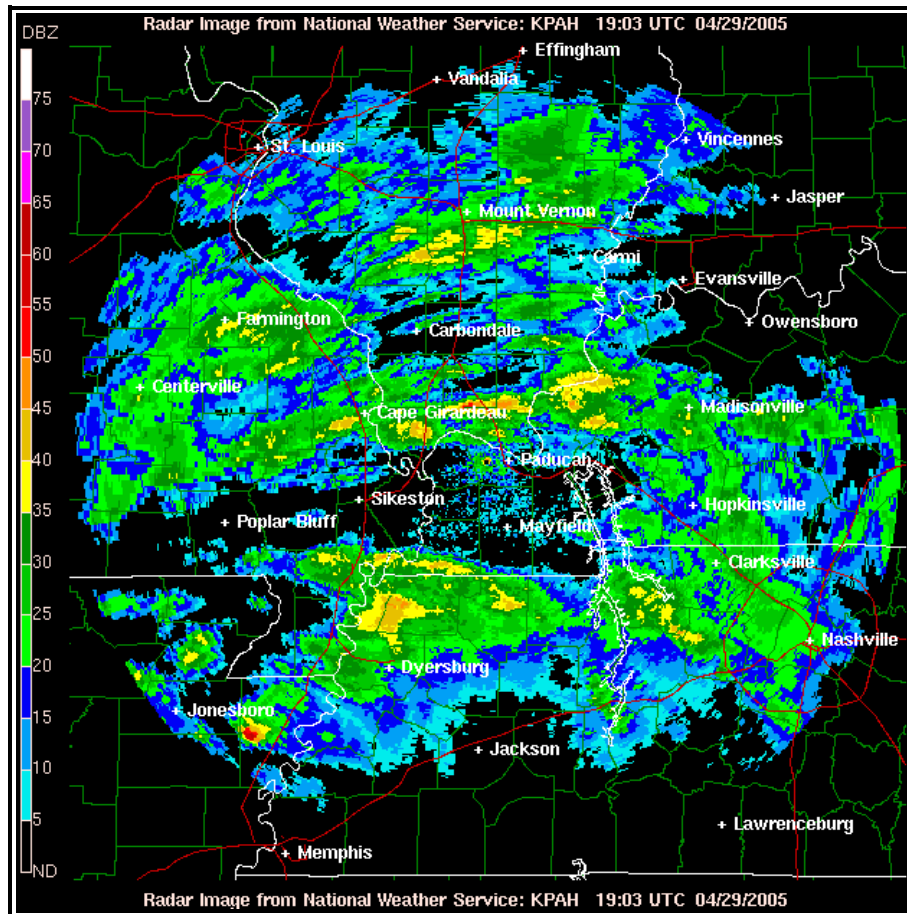 Radar Image from National Weather Service: KPAH 19:03 UTC 04/29/2005
DBZ
Effingham
Vandalia
75
Vincennes
St. Louis
70
Jasper
65
Mount Vernon
60
Carmi
Evansville
55
Farmington
Owensboro
Carbondale
50
Centerville
45
Cape Girardeau
Madisonville
40
Paducah
Sikeston
Hopkinsville
35
Poplar Bluff
Mayfield
30
Clarksville
25
Nashville
20
Dyersburg
15
Jonesboro
Jackson
10
5
Lawrenceburg
Memphis
ND
Radar Image from National Weather Service: KPAH 19:03 UTC 04/29/2005